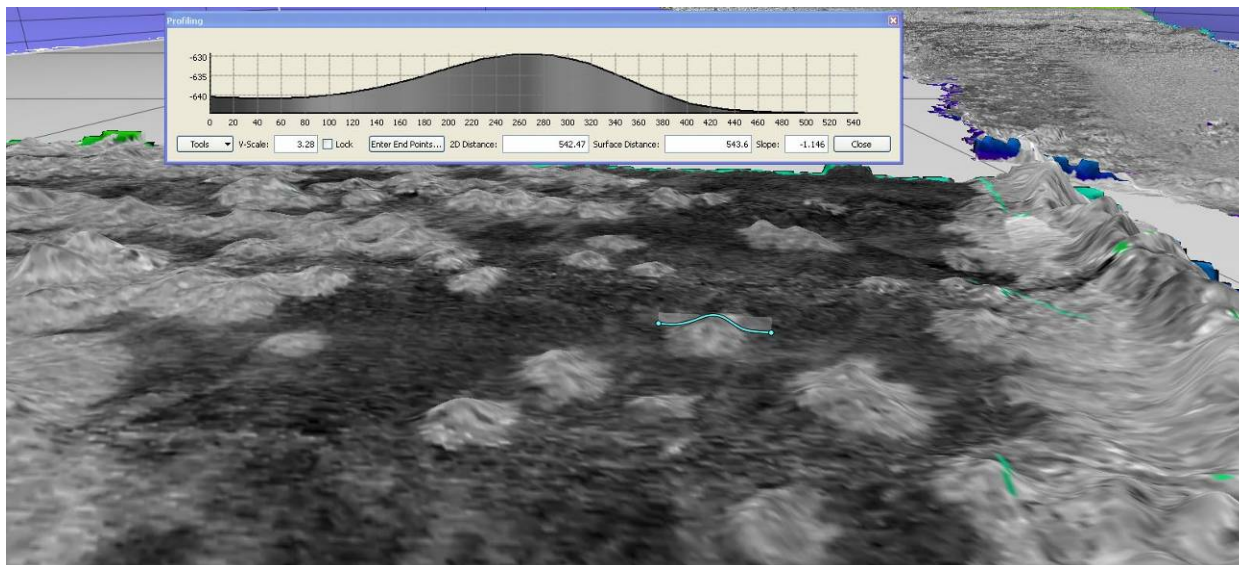 Profiling
-630
-635
-640
0 20 40 60 80 100 120 140 160 180 200 220 240 260 280 300 320 340 360 380 400 420 440 460 480 500 520 540
Tools V-Scale: 3.28 Lock Enter End Points... 2D Distance: 542.47 Surface Distance: 543.6 Slope: -1.146 Close